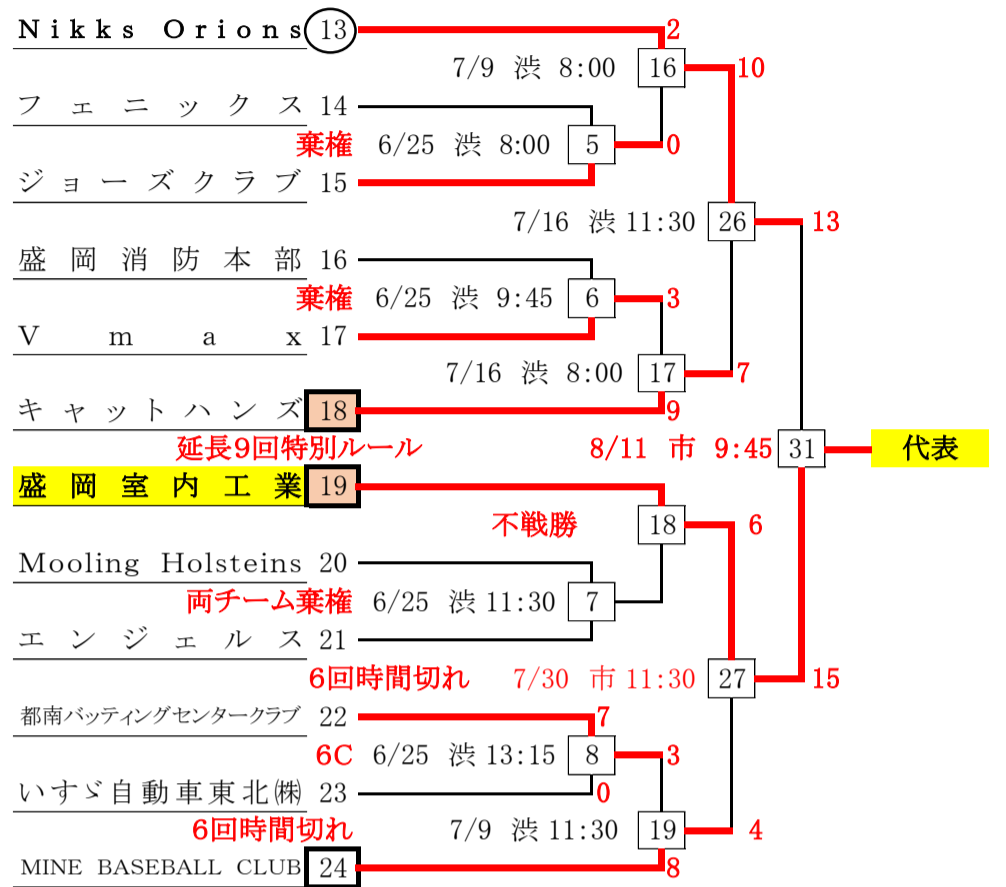 Nikks Orions 13 2
7/9 渋 8:00 16 10
フェニックス 14
棄権 6/25 渋 8:00 5 0
ジョーズクラブ 15
7/16 渋 11:30 26 13
盛岡消防本部 16
棄権 6/25 渋 9:45 6 3
Vmax 17
7/16 渋 8:00 17 7
キャットハンズ 18 9
延長9回特別ルール 8/11 市 9:45 31 代表
盛岡室内工業 19
不戦勝 18 6
Mooling Holsteins 20
両チーム棄権 6/25 渋 11:30 7
エンジェルス 21
6回時間切れ 7/30 市 11:30 27 15
都南バッティングセンタークラブ 22 7
6C 6/25 渋 13:15 8 3
いすゞ自動車東北㈱ 23 0
6回時間切れ 7/9 渋 11:30 19 4
MINE BASEBALL CLUB 24 8